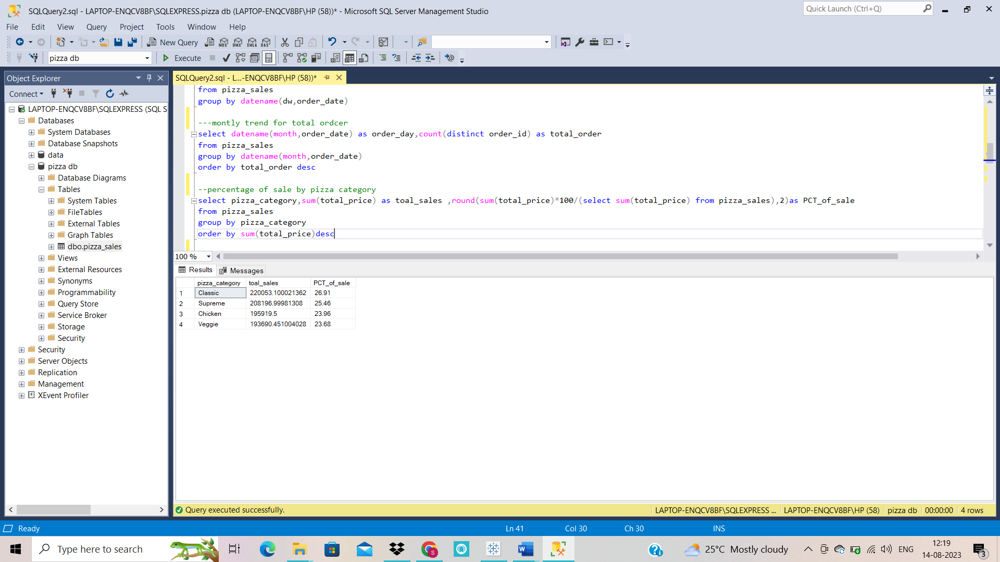 SQLQuery2.sql - LAPTOP-ENQCV8BF\SQLEXPRESS.pizza db (LAPTOP-ENQCV8BF\HP (58))* - Microsoft SQL Server Management Studio
Quick Launch (Ctrl+Q)
File Edit View Query Project Tools Window Help
New Query MDX DMX XMLA DAX
pizza db Execute
Object Explorer
SQLQuery2.sql - L...-ENQCV8BF\HP (58))*
Connect
LAPTOP-ENQCV8BF\SQLEXPRESS (SQL S
Databases
System Databases
Database Snapshots
data
pizza db
Database Diagrams
Tables
System Tables
FileTables
External Tables
Graph Tables
dbo.pizza_sales
Views
External Resources
Synonyms
Programmability
Query Store
Service Broker
Storage
Security
Security
Server Objects
Replication
Management
XEvent Profiler
from pizza_sales
group by datename(dw,order_date)
---montly trend for total ordcer
select datename(month,order_date) as order_day,count(distinct order_id) as total_order
from pizza_sales
group by datename(month,order_date)
order by total_order desc
--percentage of sale by pizza category
select pizza_category,sum(total_price) as toal_sales ,round(sum(total_price)*100/(select sum(total_price) from pizza_sales),2)as PCT_of_sale
from pizza_sales
group by pizza_category
order by sum(total_price)desc
100 %
Results Messages
pizza_category toal_sales PCT_of_sale
1 Classic 220053.100021362 26.91
2 Supreme 208196.99981308 25.46
3 Chicken 195919.5 23.96
4 Veggie 193690.451004028 23.68
Query executed successfully.
LAPTOP-ENQCV8BF\SQLEXPRESS ... LAPTOP-ENQCV8BF\HP (58) pizza db 00:00:00 4 rows
Ready Ln 41 Col 30 Ch 30 INS
Type here to search
25°C Mostly cloudy
ENG
12:19
14-08-2023
3